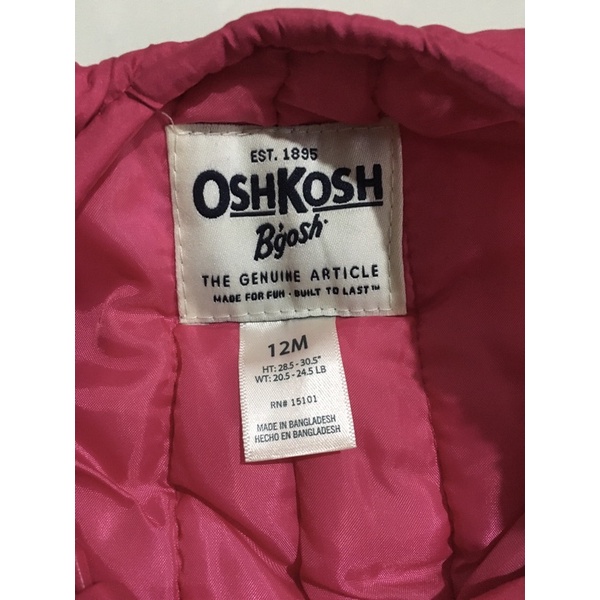 EST. 1895
OSHKOSH
B'gosh
THE GENUINE ARTICLE
MADE FOR FUN • BUILT TO LAST™
12M
HT: 28.5 - 30.5"
WT: 20.5 - 24.5 LB
RN# 15101
MADE IN BANGLADESH
HECHO EN BANGLADESH